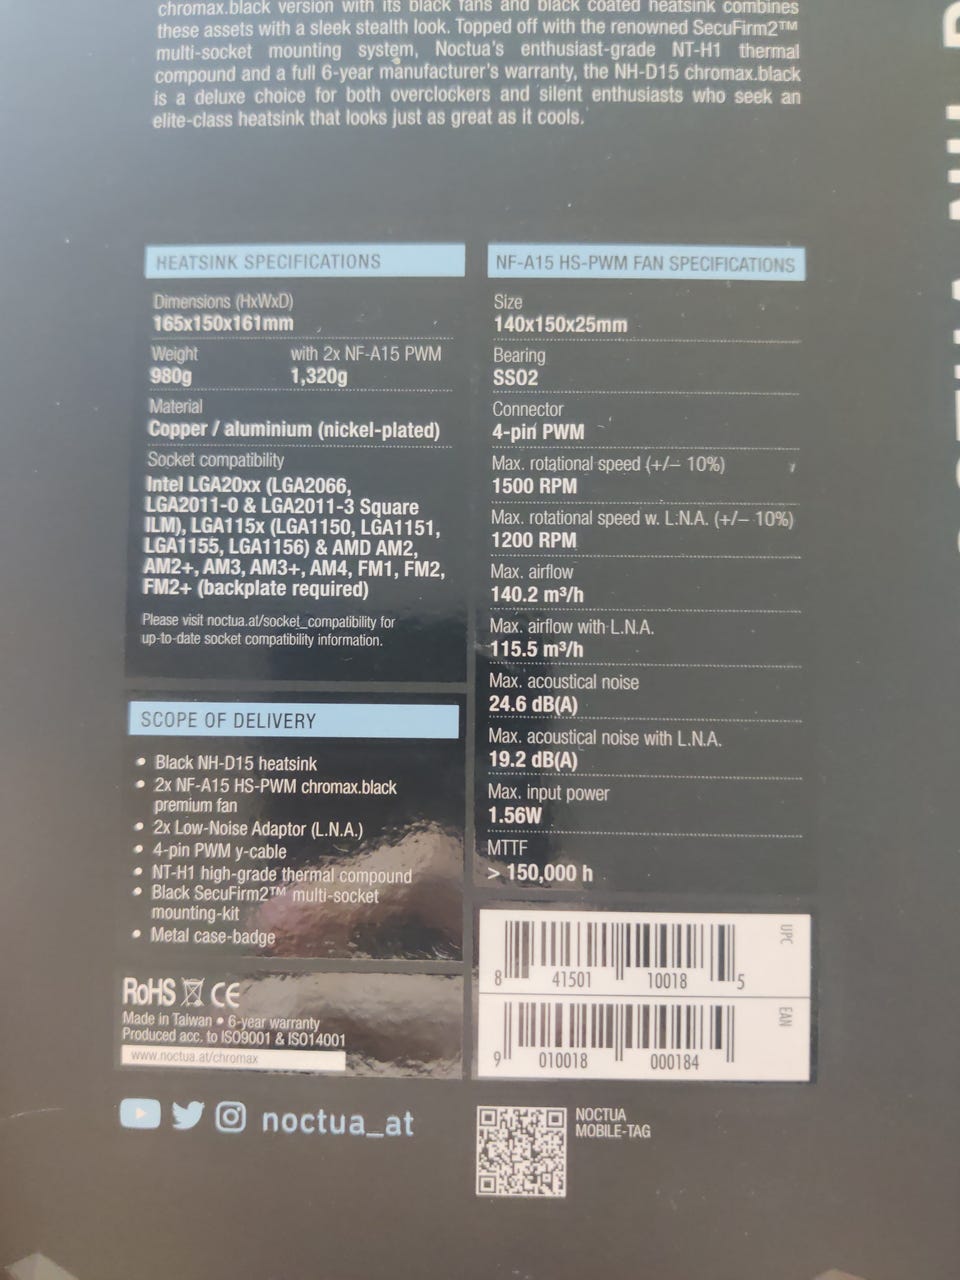 chromax.black version with its black fans and black coated heatsink combines
these assets with a sleek stealth look. Topped off with the renowned SecuFirm2™
multi-socket mounting system, Noctua's enthusiast-grade NT-H1 thermal
compound and a full 6-year manufacturer's warranty, the NH-D15 chromax.black
is a deluxe choice for both overclockers and silent enthusiasts who seek an
elite-class heatsink that looks just as great as it cools.
HEATSINK SPECIFICATIONS
Dimensions (HxWxD)
165x150x161mm
Weight with 2x NF-A15 PWM
980g 1,320g
Material
Copper / aluminium (nickel-plated)
Socket compatibility
Intel LGA20xx (LGA2066,
LGA2011-0 & LGA2011-3 Square
ILM), LGA115x (LGA1150, LGA1151,
LGA1155, LGA1156) & AMD AM2,
AM2+, AM3, AM3+, AM4, FM1, FM2,
FM2+ (backplate required)
Please visit noctua.at/socket_compatibility for
up-to-date socket compatibility information.
SCOPE OF DELIVERY
• Black NH-D15 heatsink
• 2x NF-A15 HS-PWM chromax.black
premium fan
• 2x Low-Noise Adaptor (L.N.A.)
• 4-pin PWM y-cable
• NT-H1 high-grade thermal compound
• Black SecuFirm2™ multi-socket
mounting-kit
• Metal case-badge
RoHS CE
Made in Taiwan • 6-year warranty
Produced acc. to ISO9001 & ISO14001
www.noctua.at/chromax
noctua_at
NF-A15 HS-PWM FAN SPECIFICATIONS
Size
140x150x25mm
Bearing
SSO2
Connector
4-pin PWM
Max. rotational speed (+/− 10%)
1500 RPM
Max. rotational speed w. L.N.A. (+/− 10%)
1200 RPM
Max. airflow
140.2 m³/h
Max. airflow with L.N.A.
115.5 m³/h
Max. acoustical noise
24.6 dB(A)
Max. acoustical noise with L.N.A.
19.2 dB(A)
Max. input power
1.56W
MTTF
> 150,000 h
UPC
8 41501 10018 5
EAN
9 010018 000184
NOCTUA
MOBILE-TAG